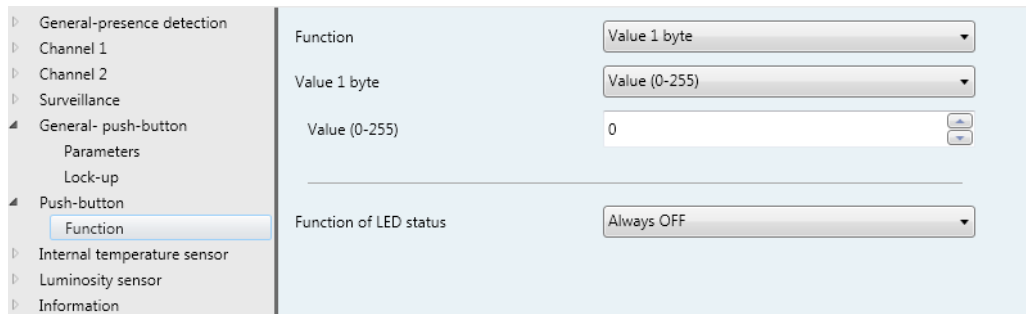 General-presence detection
Channel 1
Channel 2
Surveillance
General- push-button
Parameters
Lock-up
Push-button
Function
Internal temperature sensor
Luminosity sensor
Information
Function
Value 1 byte
Value 1 byte
Value (0-255)
Value (0-255)
0
Function of LED status
Always OFF